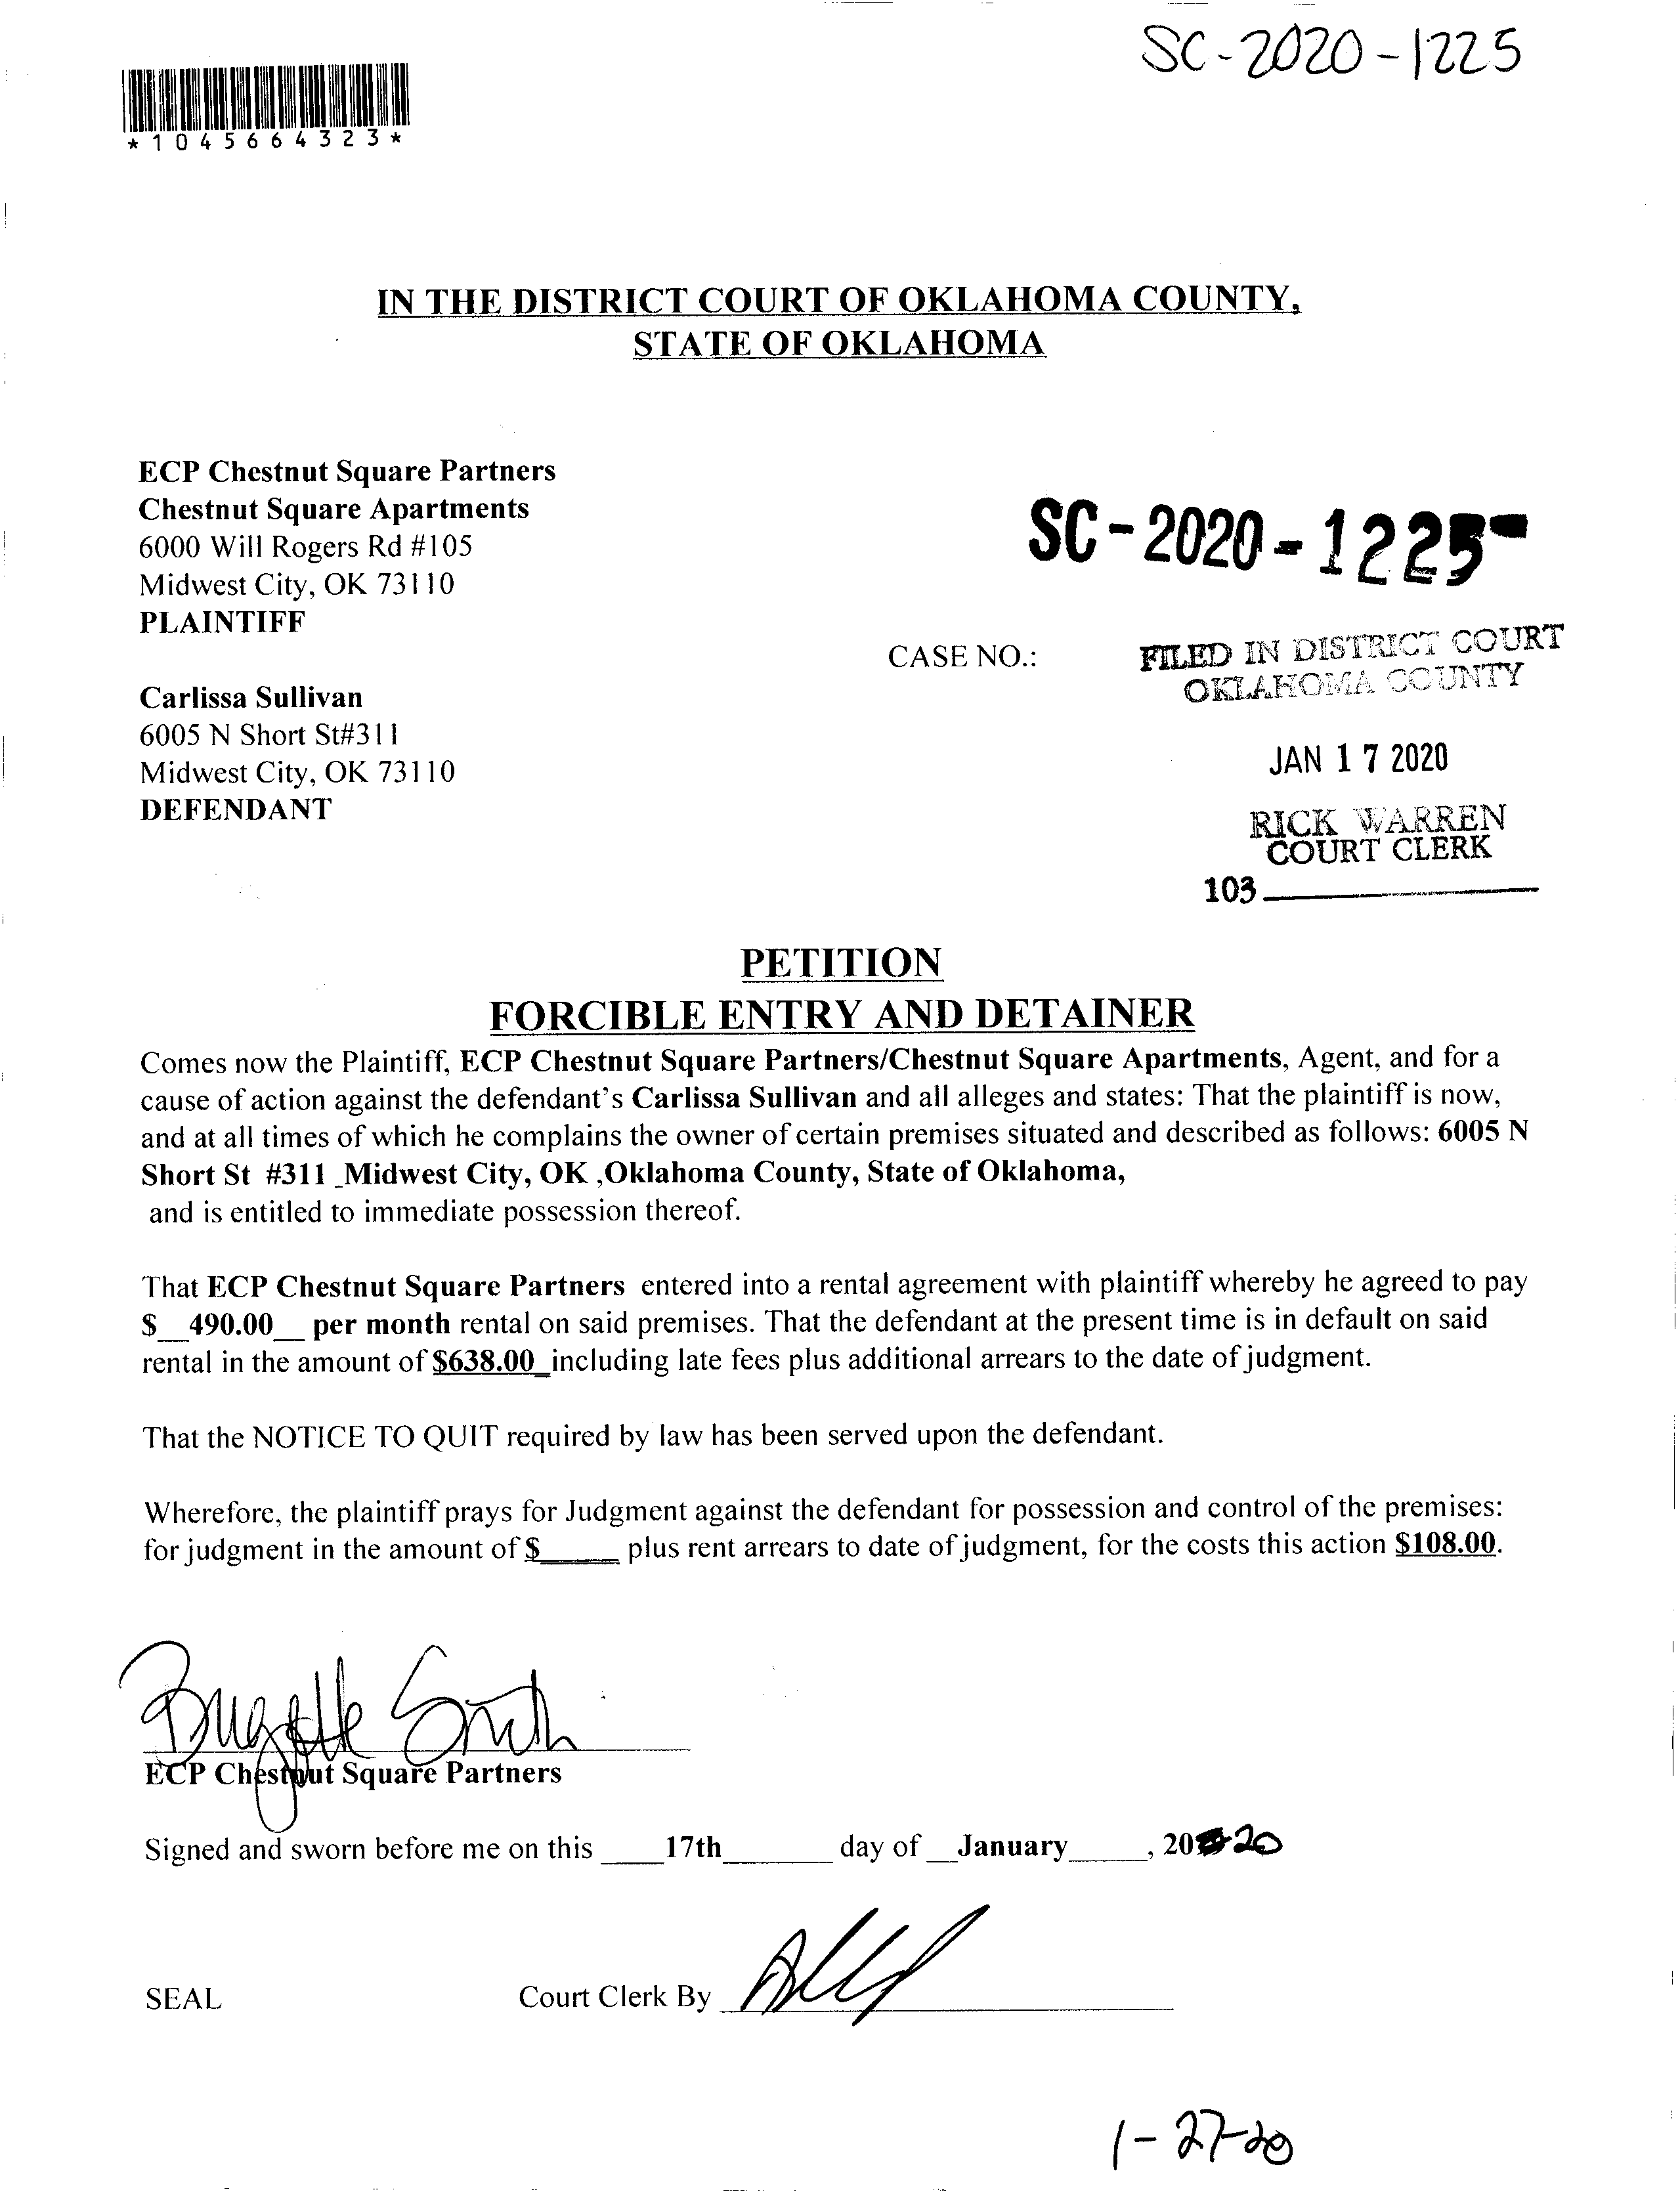 SC-2020-1225
*1045664323*
IN THE DISTRICT COURT OF OKLAHOMA COUNTY,
STATE OF OKLAHOMA
ECP Chestnut Square Partners
Chestnut Square Apartments
6000 Will Rogers Rd #105
Midwest City, OK 73110
PLAINTIFF
SC-2020-1225-
CASE NO.:
FILED IN DISTRICT COURT
OKLAHOMA COUNTY
Carlissa Sullivan
6005 N Short St#311
Midwest City, OK 73110
DEFENDANT
JAN 17 2020
RICK WARREN
COURT CLERK
103
PETITION
FORCIBLE ENTRY AND DETAINER
Comes now the Plaintiff, ECP Chestnut Square Partners/Chestnut Square Apartments, Agent, and for a
cause of action against the defendant's Carlissa Sullivan and all alleges and states: That the plaintiff is now,
and at all times of which he complains the owner of certain premises situated and described as follows: 6005 N
Short St #311 _Midwest City, OK ,Oklahoma County, State of Oklahoma,
and is entitled to immediate possession thereof.
That ECP Chestnut Square Partners entered into a rental agreement with plaintiff whereby he agreed to pay
$__490.00__ per month rental on said premises. That the defendant at the present time is in default on said
rental in the amount of $638.00_including late fees plus additional arrears to the date of judgment.
That the NOTICE TO QUIT required by law has been served upon the defendant.
Wherefore, the plaintiff prays for Judgment against the defendant for possession and control of the premises:
for judgment in the amount of $_____ plus rent arrears to date of judgment, for the costs this action $108.00.
Smith
ECP Chestnut Square Partners
Signed and sworn before me on this ____17th_______ day of __January_____, 2020
SEAL
Court Clerk By
1-27-20